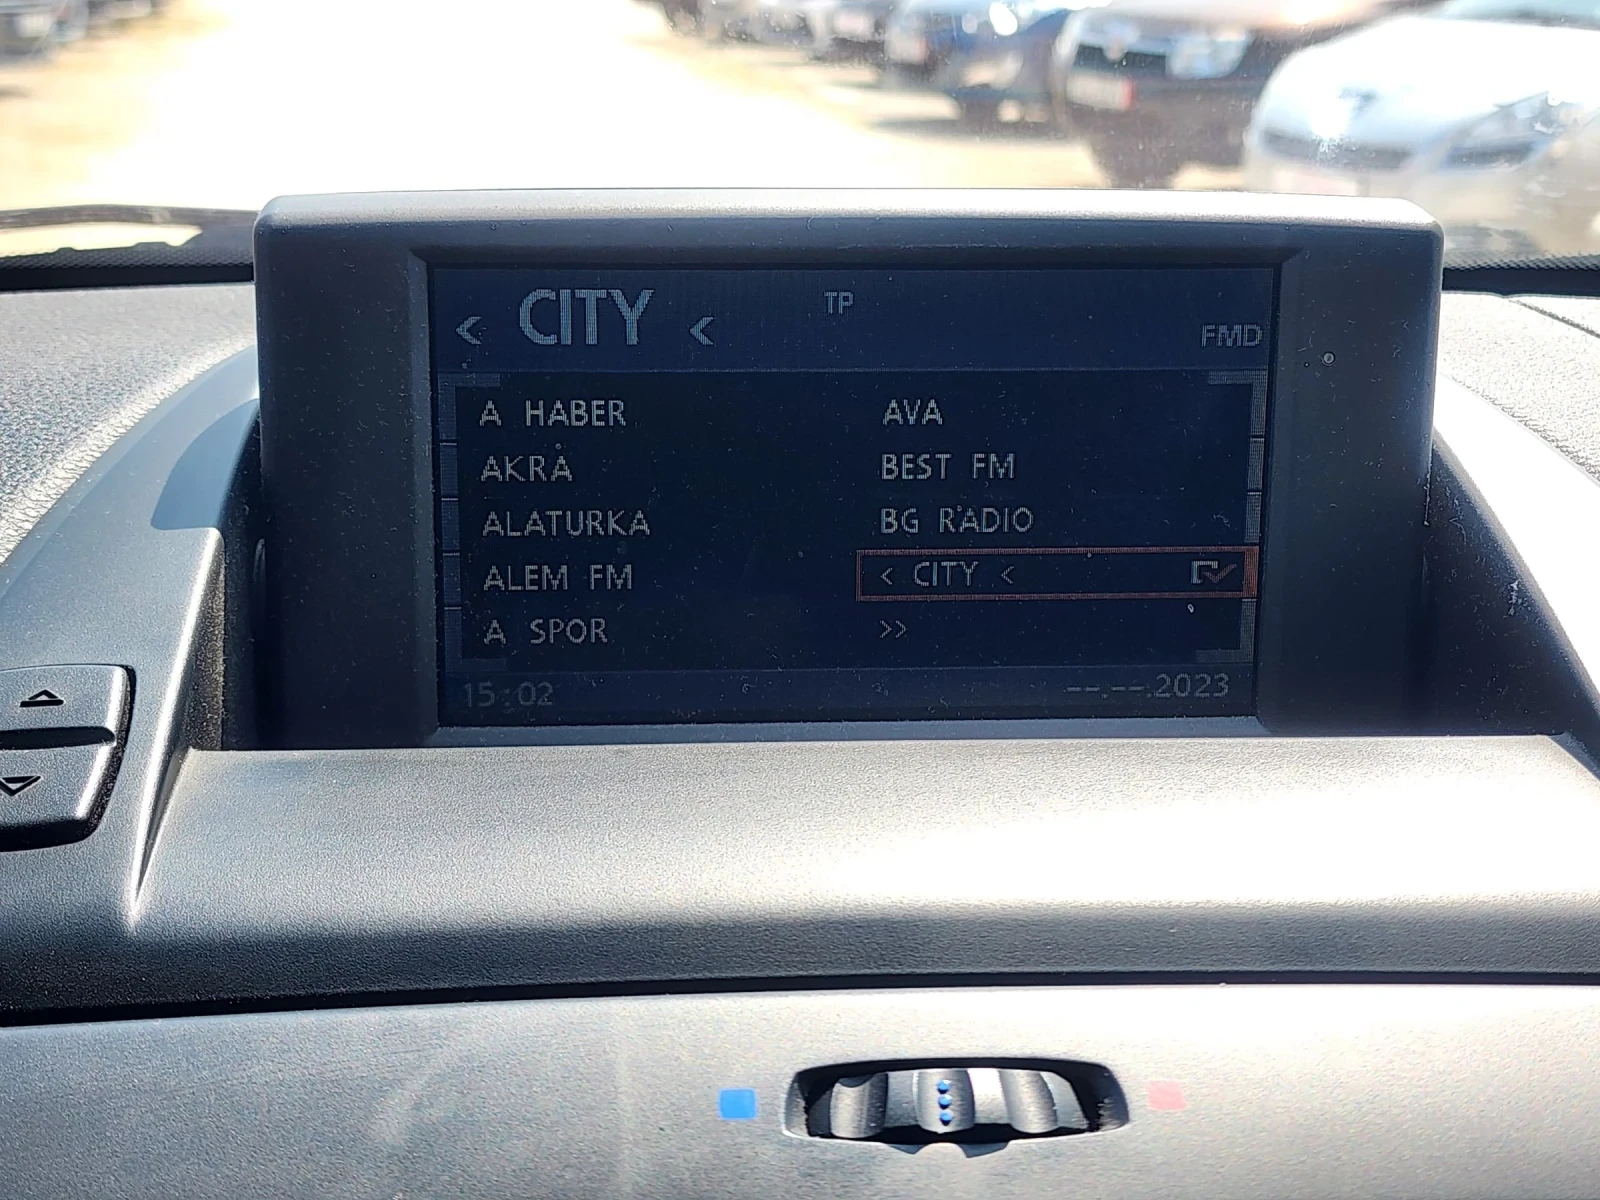 < CITY <
TP
FMD
A HABER
AKRA
ALATURKA
ALEM FM
A SPOR
AVA
BEST FM
BG RADIO
< CITY <
>>
15:02
--.--.2023